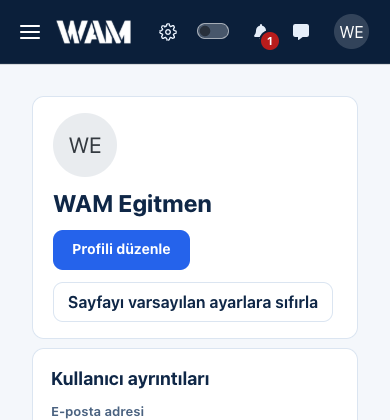 WAM
1
WE
WE
WAM Egitmen
Profili düzenle
Sayfayı varsayılan ayarlara sıfırla
Kullanıcı ayrıntıları
E-posta adresi